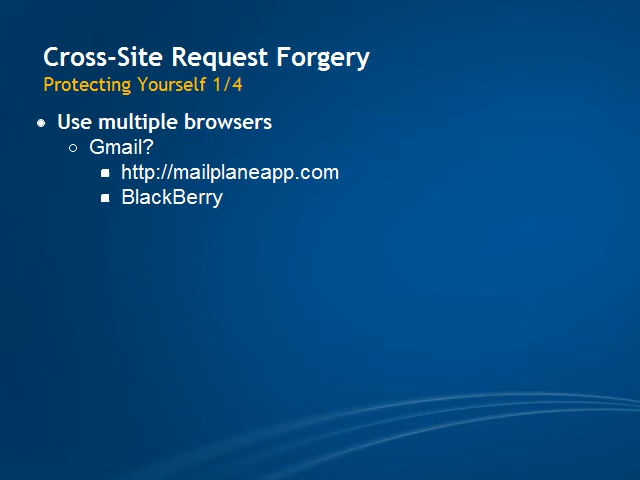 Cross-Site Request Forgery
Protecting Yourself 1/4
Use multiple browsers
Gmail?
http://mailplaneapp.com
BlackBerry